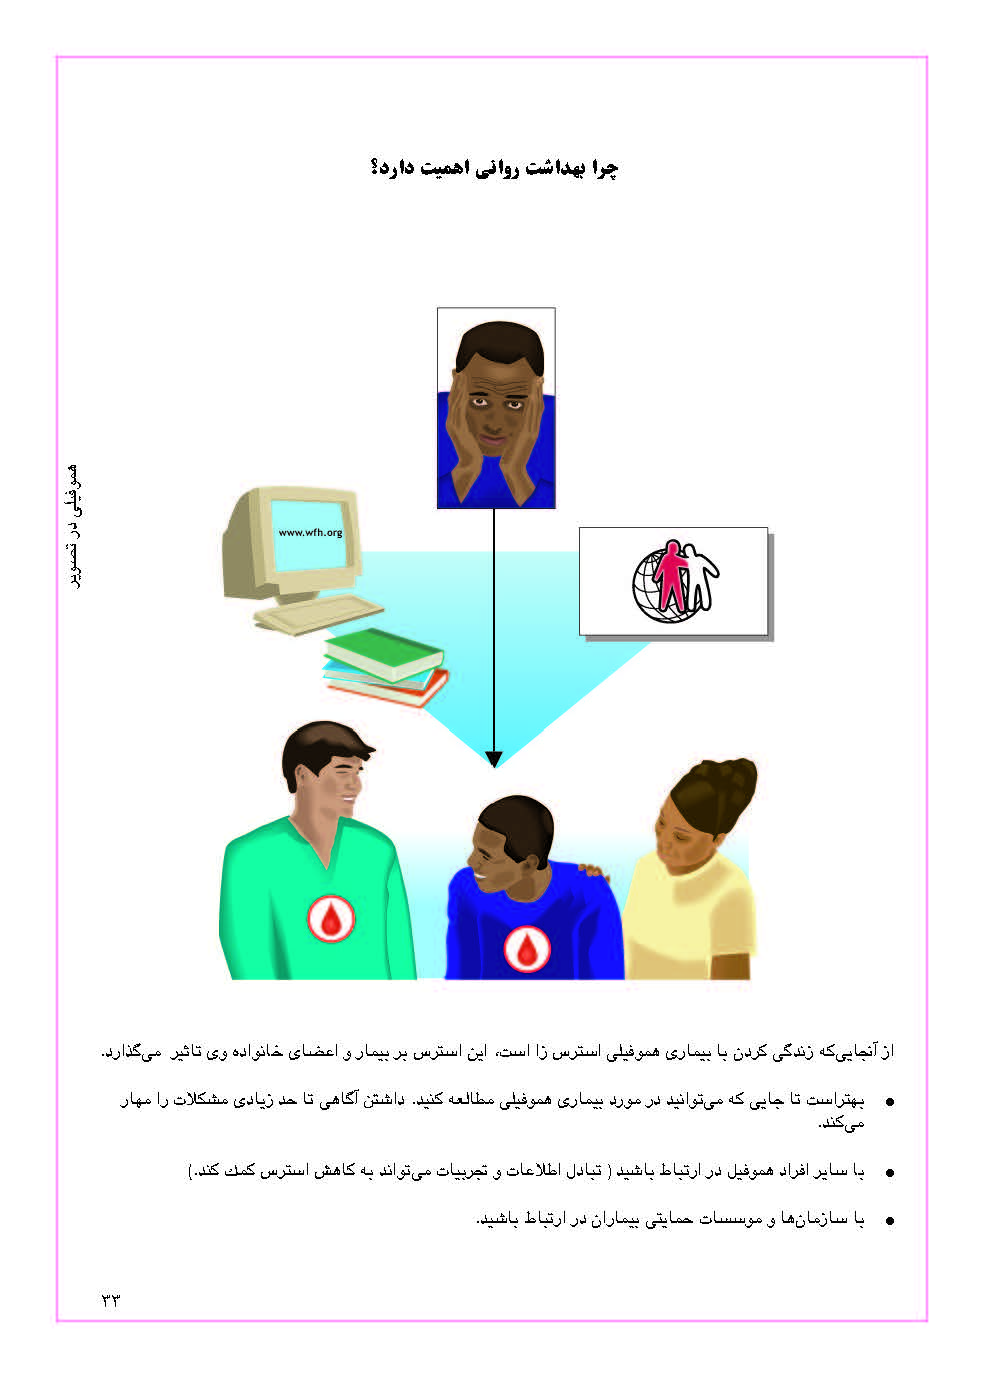 چرا بهداشت روانی اهمیت دارد؟
www.wfh.org
هموفیلی در تصویر
از آنجایی‌که زندگی کردن با بیماری هموفیلی استرس زا است، این استرس بر بیمار و اعضای خانواده وی تاثیر می‌گذارد.
● بهتراست تا جایی که می‌توانید در مورد بیماری هموفیلی مطالعه کنید. داشتن آگاهی تا حد زیادی مشکلات را مهار
می‌کند.
● با سایر افراد هموفیل در ارتباط باشید ( تبادل اطلاعات و تجربیات می‌تواند به کاهش استرس کمك کند.)
● با سازمان‌ها و موسسات حمایتی بیماران در ارتباط باشید.
۳۳